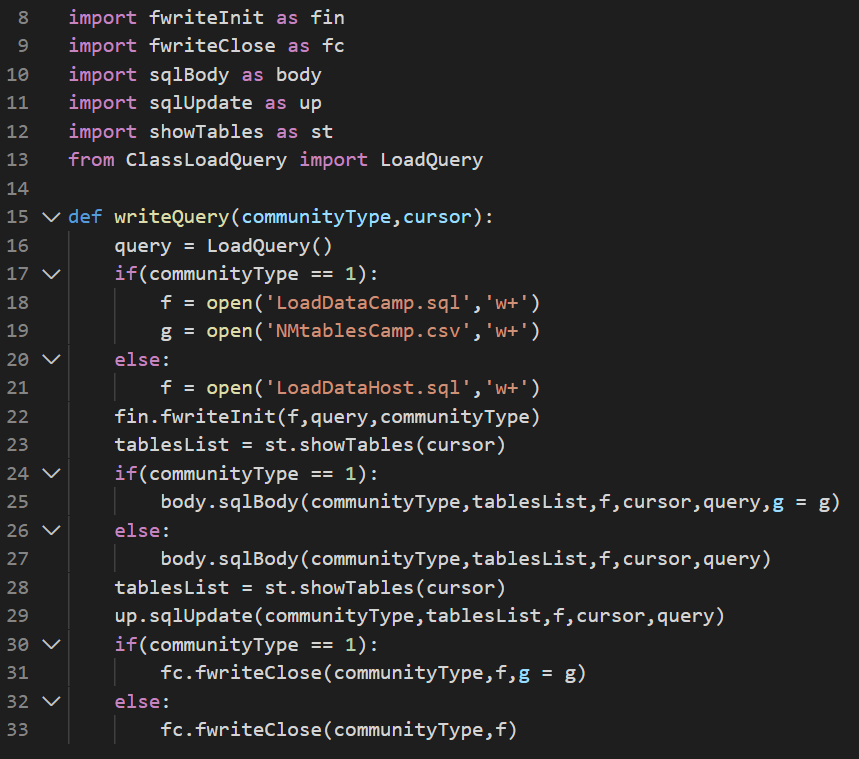 8 import fwriteInit as fin
9 import fwriteClose as fc
10 import sqlBody as body
11 import sqlUpdate as up
12 import showTables as st
13 from ClassLoadQuery import LoadQuery
14
15 def writeQuery(communityType,cursor):
16     query = LoadQuery()
17     if(communityType == 1):
18         f = open('LoadDataCamp.sql','w+')
19         g = open('NMtablesCamp.csv','w+')
20     else:
21         f = open('LoadDataHost.sql','w+')
22     fin.fwriteInit(f,query,communityType)
23     tablesList = st.showTables(cursor)
24     if(communityType == 1):
25         body.sqlBody(communityType,tablesList,f,cursor,query,g = g)
26     else:
27         body.sqlBody(communityType,tablesList,f,cursor,query)
28     tablesList = st.showTables(cursor)
29     up.sqlUpdate(communityType,tablesList,f,cursor,query)
30     if(communityType == 1):
31         fc.fwriteClose(communityType,f,g = g)
32     else:
33         fc.fwriteClose(communityType,f)